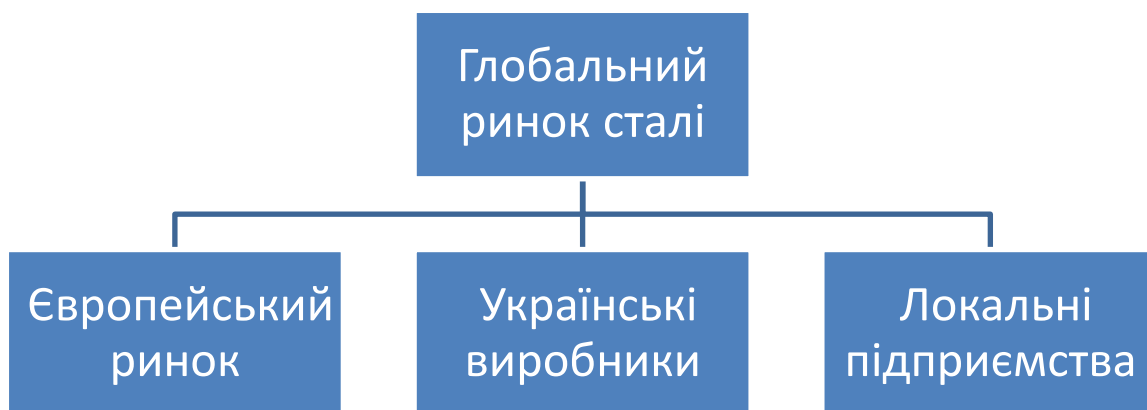 Глобальний
ринок сталі
Європейський
ринок
Українські
виробники
Локальні
підприємства